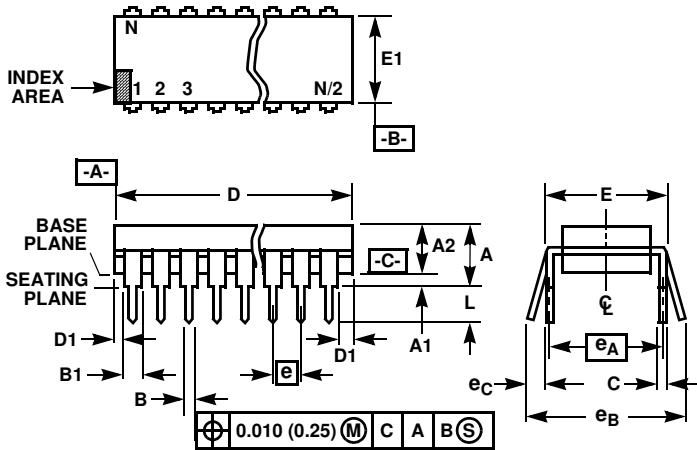 N
INDEX
AREA
1 2 3 N/2
E1
-B-
-A-
D
E
BASE
PLANE
A2 A
-C-
SEATING
PLANE
L
C L
D1
A1
D1
eA
B1
e
eC
C
B
eB
0.010 (0.25) M C A B S